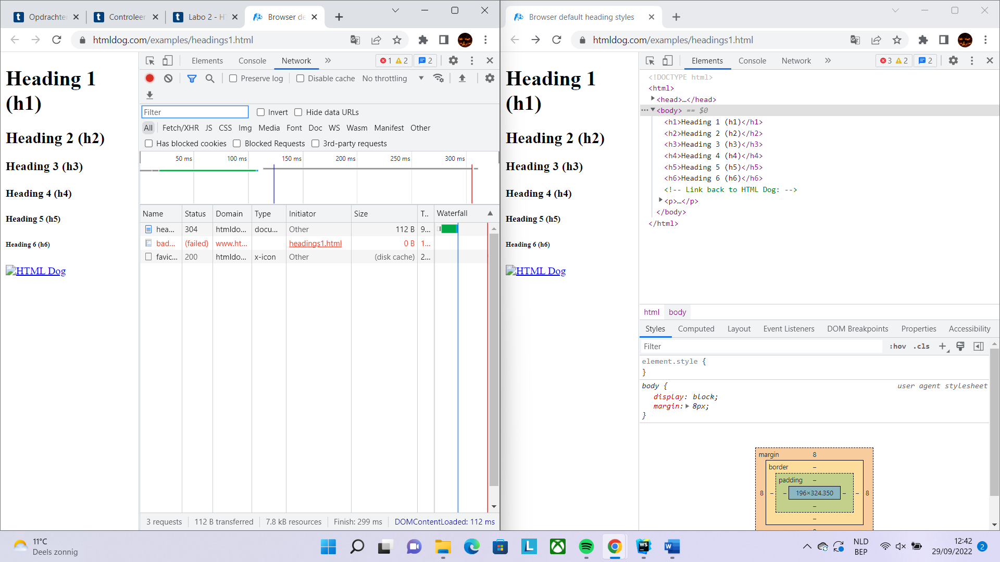 Opdrachte
Controleer
Labo 2 - HT
Browser de
htmldog.com/examples/headings1.html
Heading 1
(h1)
Heading 2 (h2)
Heading 3 (h3)
Heading 4 (h4)
Heading 5 (h5)
Heading 6 (h6)
HTML Dog
Elements Console Network » 1 2 2
Preserve log Disable cache No throttling
Filter Invert Hide data URLs
All Fetch/XHR JS CSS Img Media Font Doc WS Wasm Manifest Other
Has blocked cookies Blocked Requests 3rd-party requests
50 ms 100 ms 150 ms 200 ms 250 ms 300 ms
Name Status Domain Type Initiator Size T.. Waterfall
hea... 304 htmldo... docu... Other 112 B 9...
bad... (failed) www.ht... headings1.html 0 B 1...
favic... 200 htmldo... x-icon Other (disk cache) 2...
3 requests 112 B transferred 7.8 kB resources Finish: 299 ms DOMContentLoaded: 112 ms
Browser default heading styles
htmldog.com/examples/headings1.html
Heading 1
(h1)
Heading 2 (h2)
Heading 3 (h3)
Heading 4 (h4)
Heading 5 (h5)
Heading 6 (h6)
HTML Dog
Elements Console Network » 3 2 2
<!DOCTYPE html>
<html>
<head>…</head>
<body> == $0
<h1>Heading 1 (h1)</h1>
<h2>Heading 2 (h2)</h2>
<h3>Heading 3 (h3)</h3>
<h4>Heading 4 (h4)</h4>
<h5>Heading 5 (h5)</h5>
<h6>Heading 6 (h6)</h6>
<!-- Link back to HTML Dog: -->
<p>…</p>
</body>
</html>
html body
Styles Computed Layout Event Listeners DOM Breakpoints Properties Accessibility
Filter :hov .cls
element.style {
}
body { user agent stylesheet
display: block;
margin: 8px;
}
margin 8
border –
padding –
8 – – 196×324.350 – – 8
–
–
11°C
Deels zonnig
NLD
BEP
12:42
29/09/2022
2